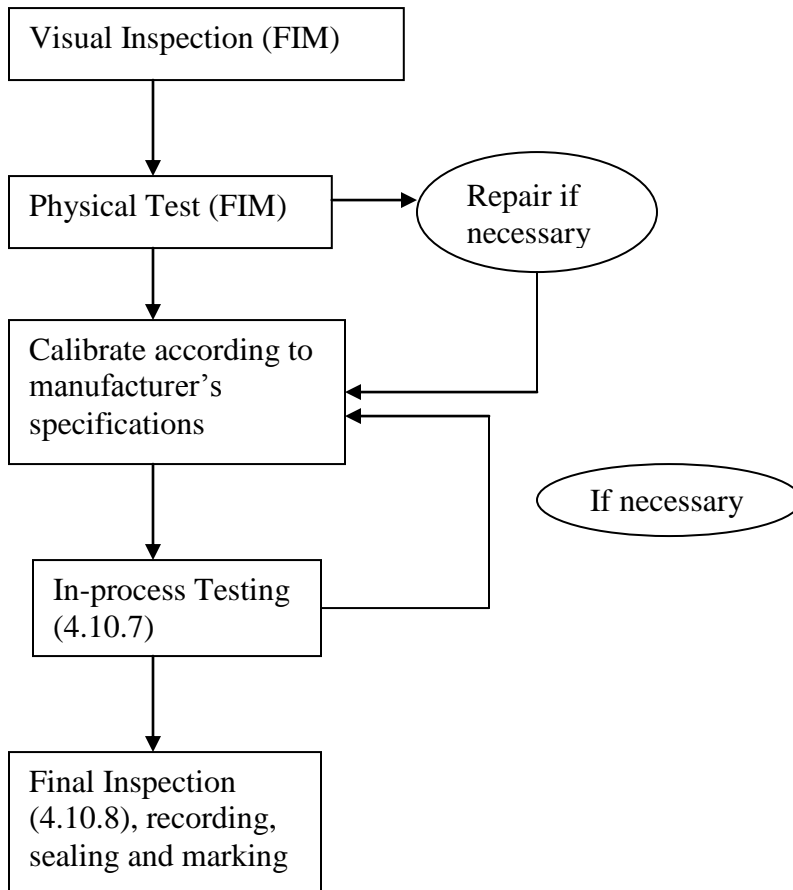 Visual Inspection (FIM)
Physical Test (FIM)
Repair if
necessary
Calibrate according to
manufacturer’s
specifications
If necessary
In-process Testing
(4.10.7)
Final Inspection
(4.10.8), recording,
sealing and marking